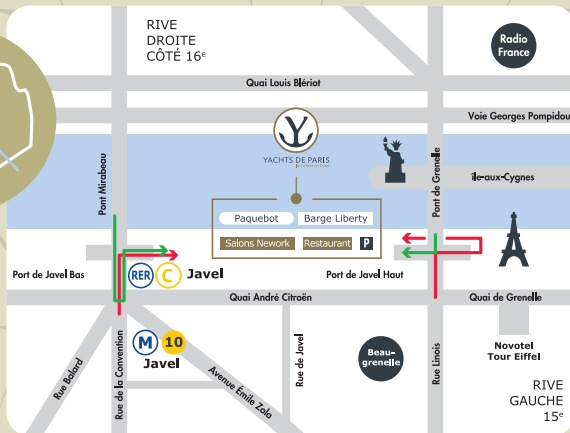 RIVE
DROITE
CÔTÉ 16e
Radio
France
Quai Louis Blériot
Voie Georges Pompidou
Y
YACHTS DE PARIS
Pont Mirabeau
Pont de Grenelle
île-aux-Cygnes
Paquebot
Barge Liberty
Salons Nework
Restaurant
P
Port de Javel Bas
RER
C
Javel
Port de Javel Haut
Quai André Citroën
Quai de Grenelle
M
10
Javel
Rue Balard
Rue de la Convention
Avenue Émile Zola
Rue de Javel
Beau-
grenelle
Rue Linois
Novotel
Tour Eiffel
RIVE
GAUCHE
15e